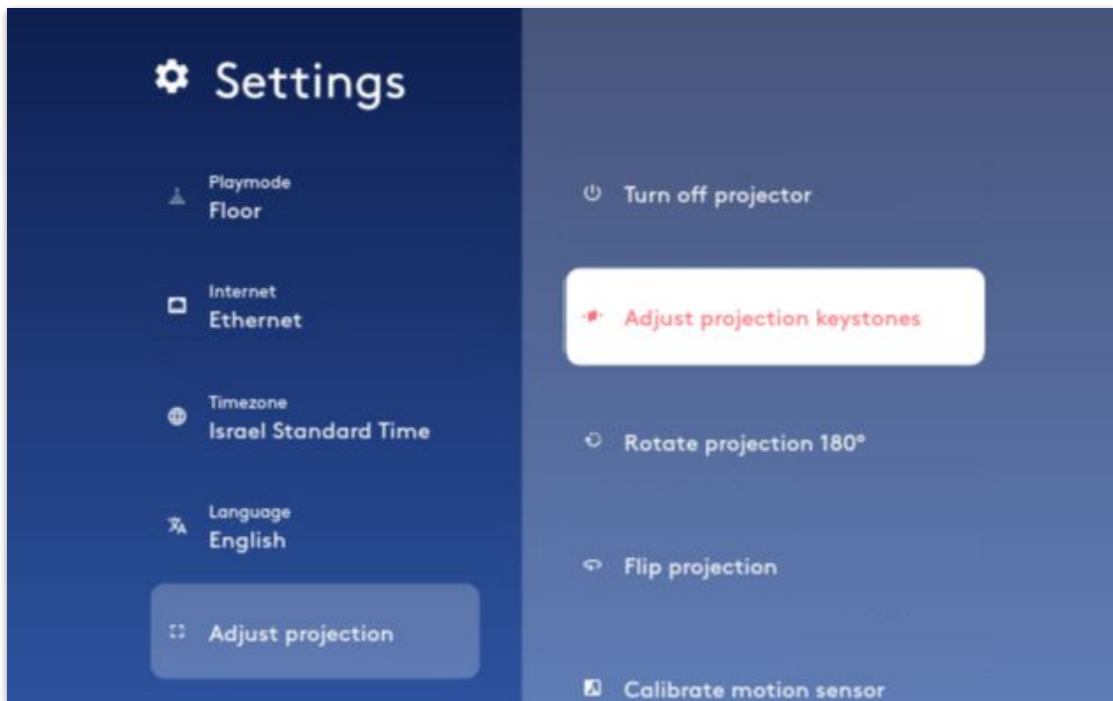 Settings
Playmode
Floor
Internet
Ethernet
Timezone
Israel Standard Time
Language
English
Adjust projection
Turn off projector
Adjust projection keystones
Rotate projection 180°
Flip projection
Calibrate motion sensor